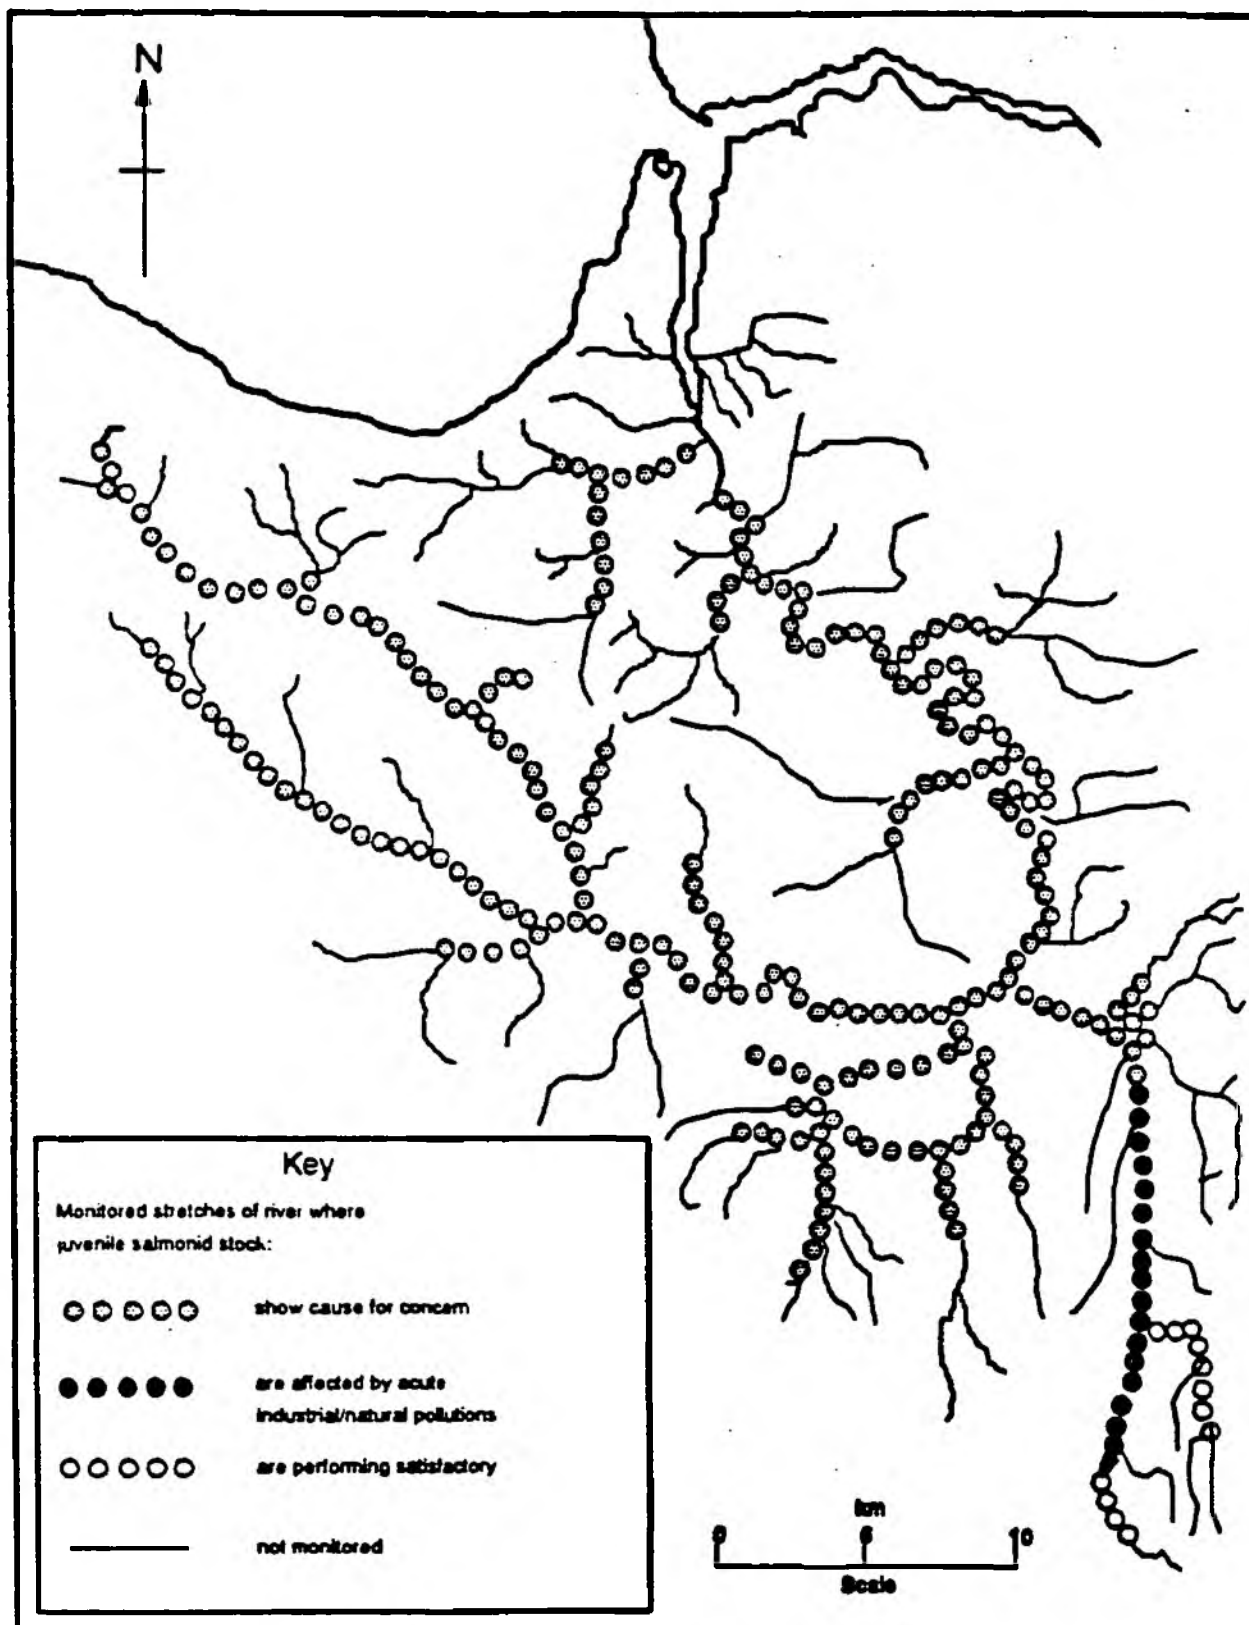 N
Key
Monitored stretches of river where
juvenile salmonid stock:
show cause for concern
are affected by acute
industrial/natural pollutions
are performing satisfactory
not monitored
km
0 5 10
Scale